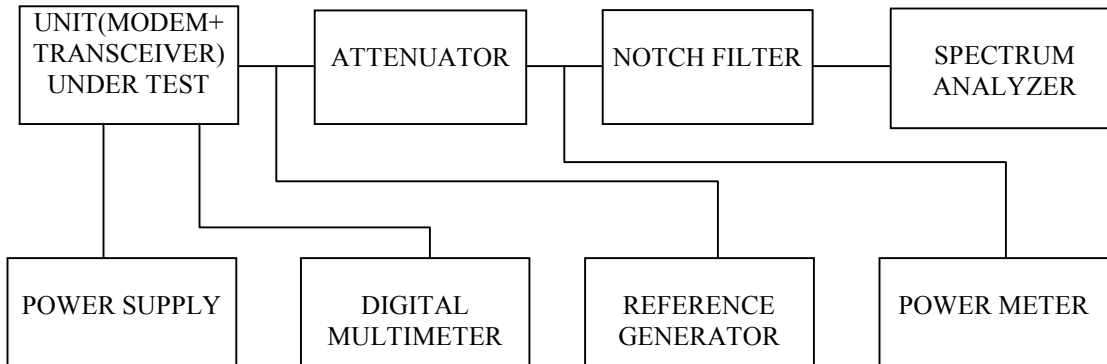 UNIT(MODEM+
TRANSCEIVER)
UNDER TEST
ATTENUATOR
NOTCH FILTER
SPECTRUM
ANALYZER
POWER SUPPLY
DIGITAL
MULTIMETER
REFERENCE
GENERATOR
POWER METER